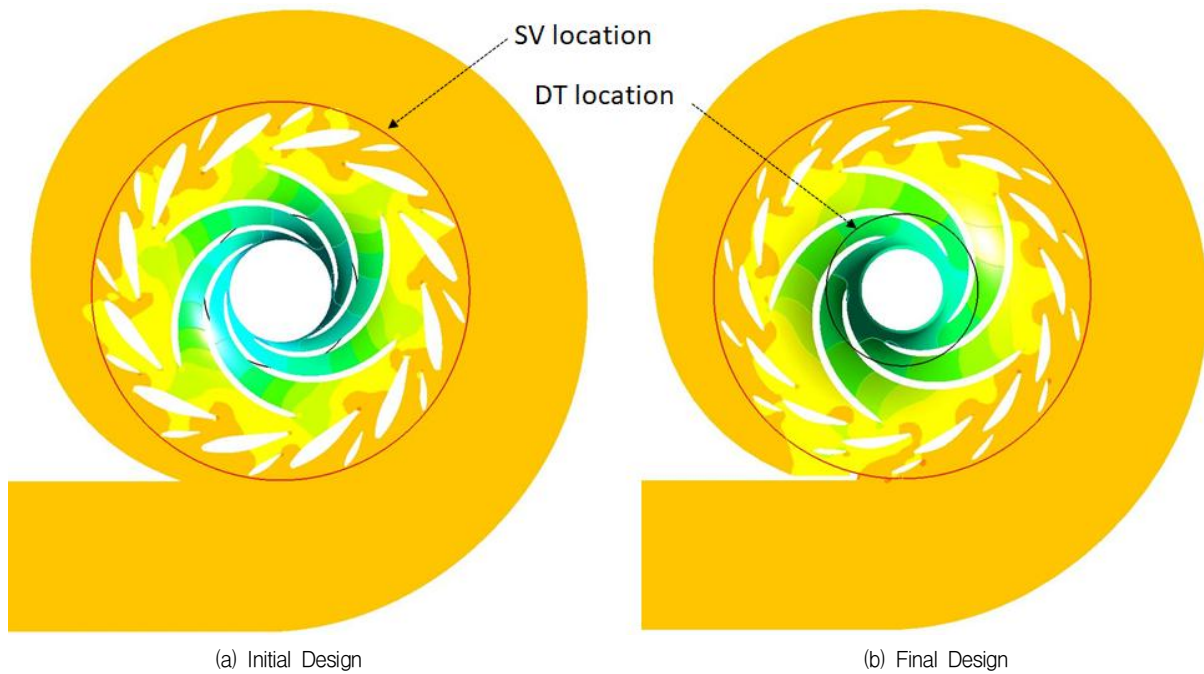 SV location
DT location
(a) Initial Design
(b) Final Design